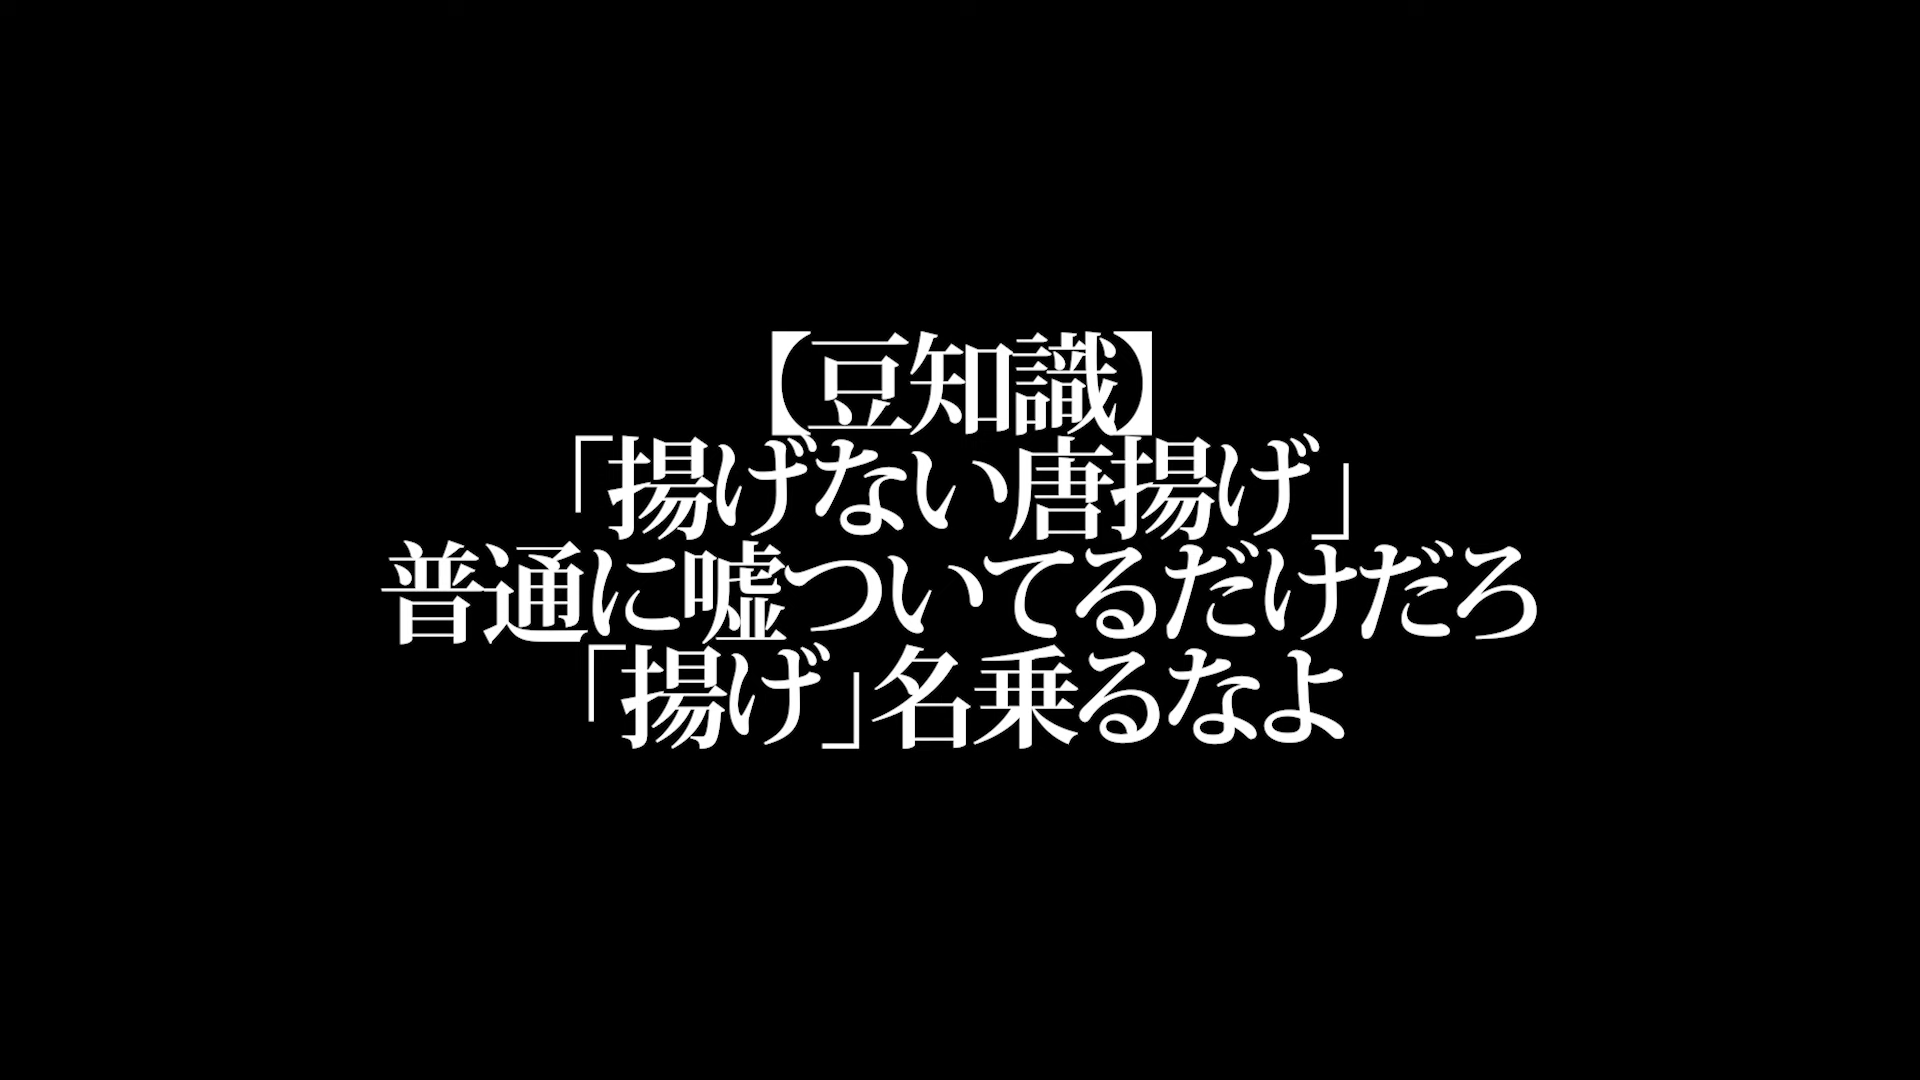 【豆知識】
「揚げない唐揚げ」
普通に嘘ついてるだけだろ
「揚げ」名乗るなよ